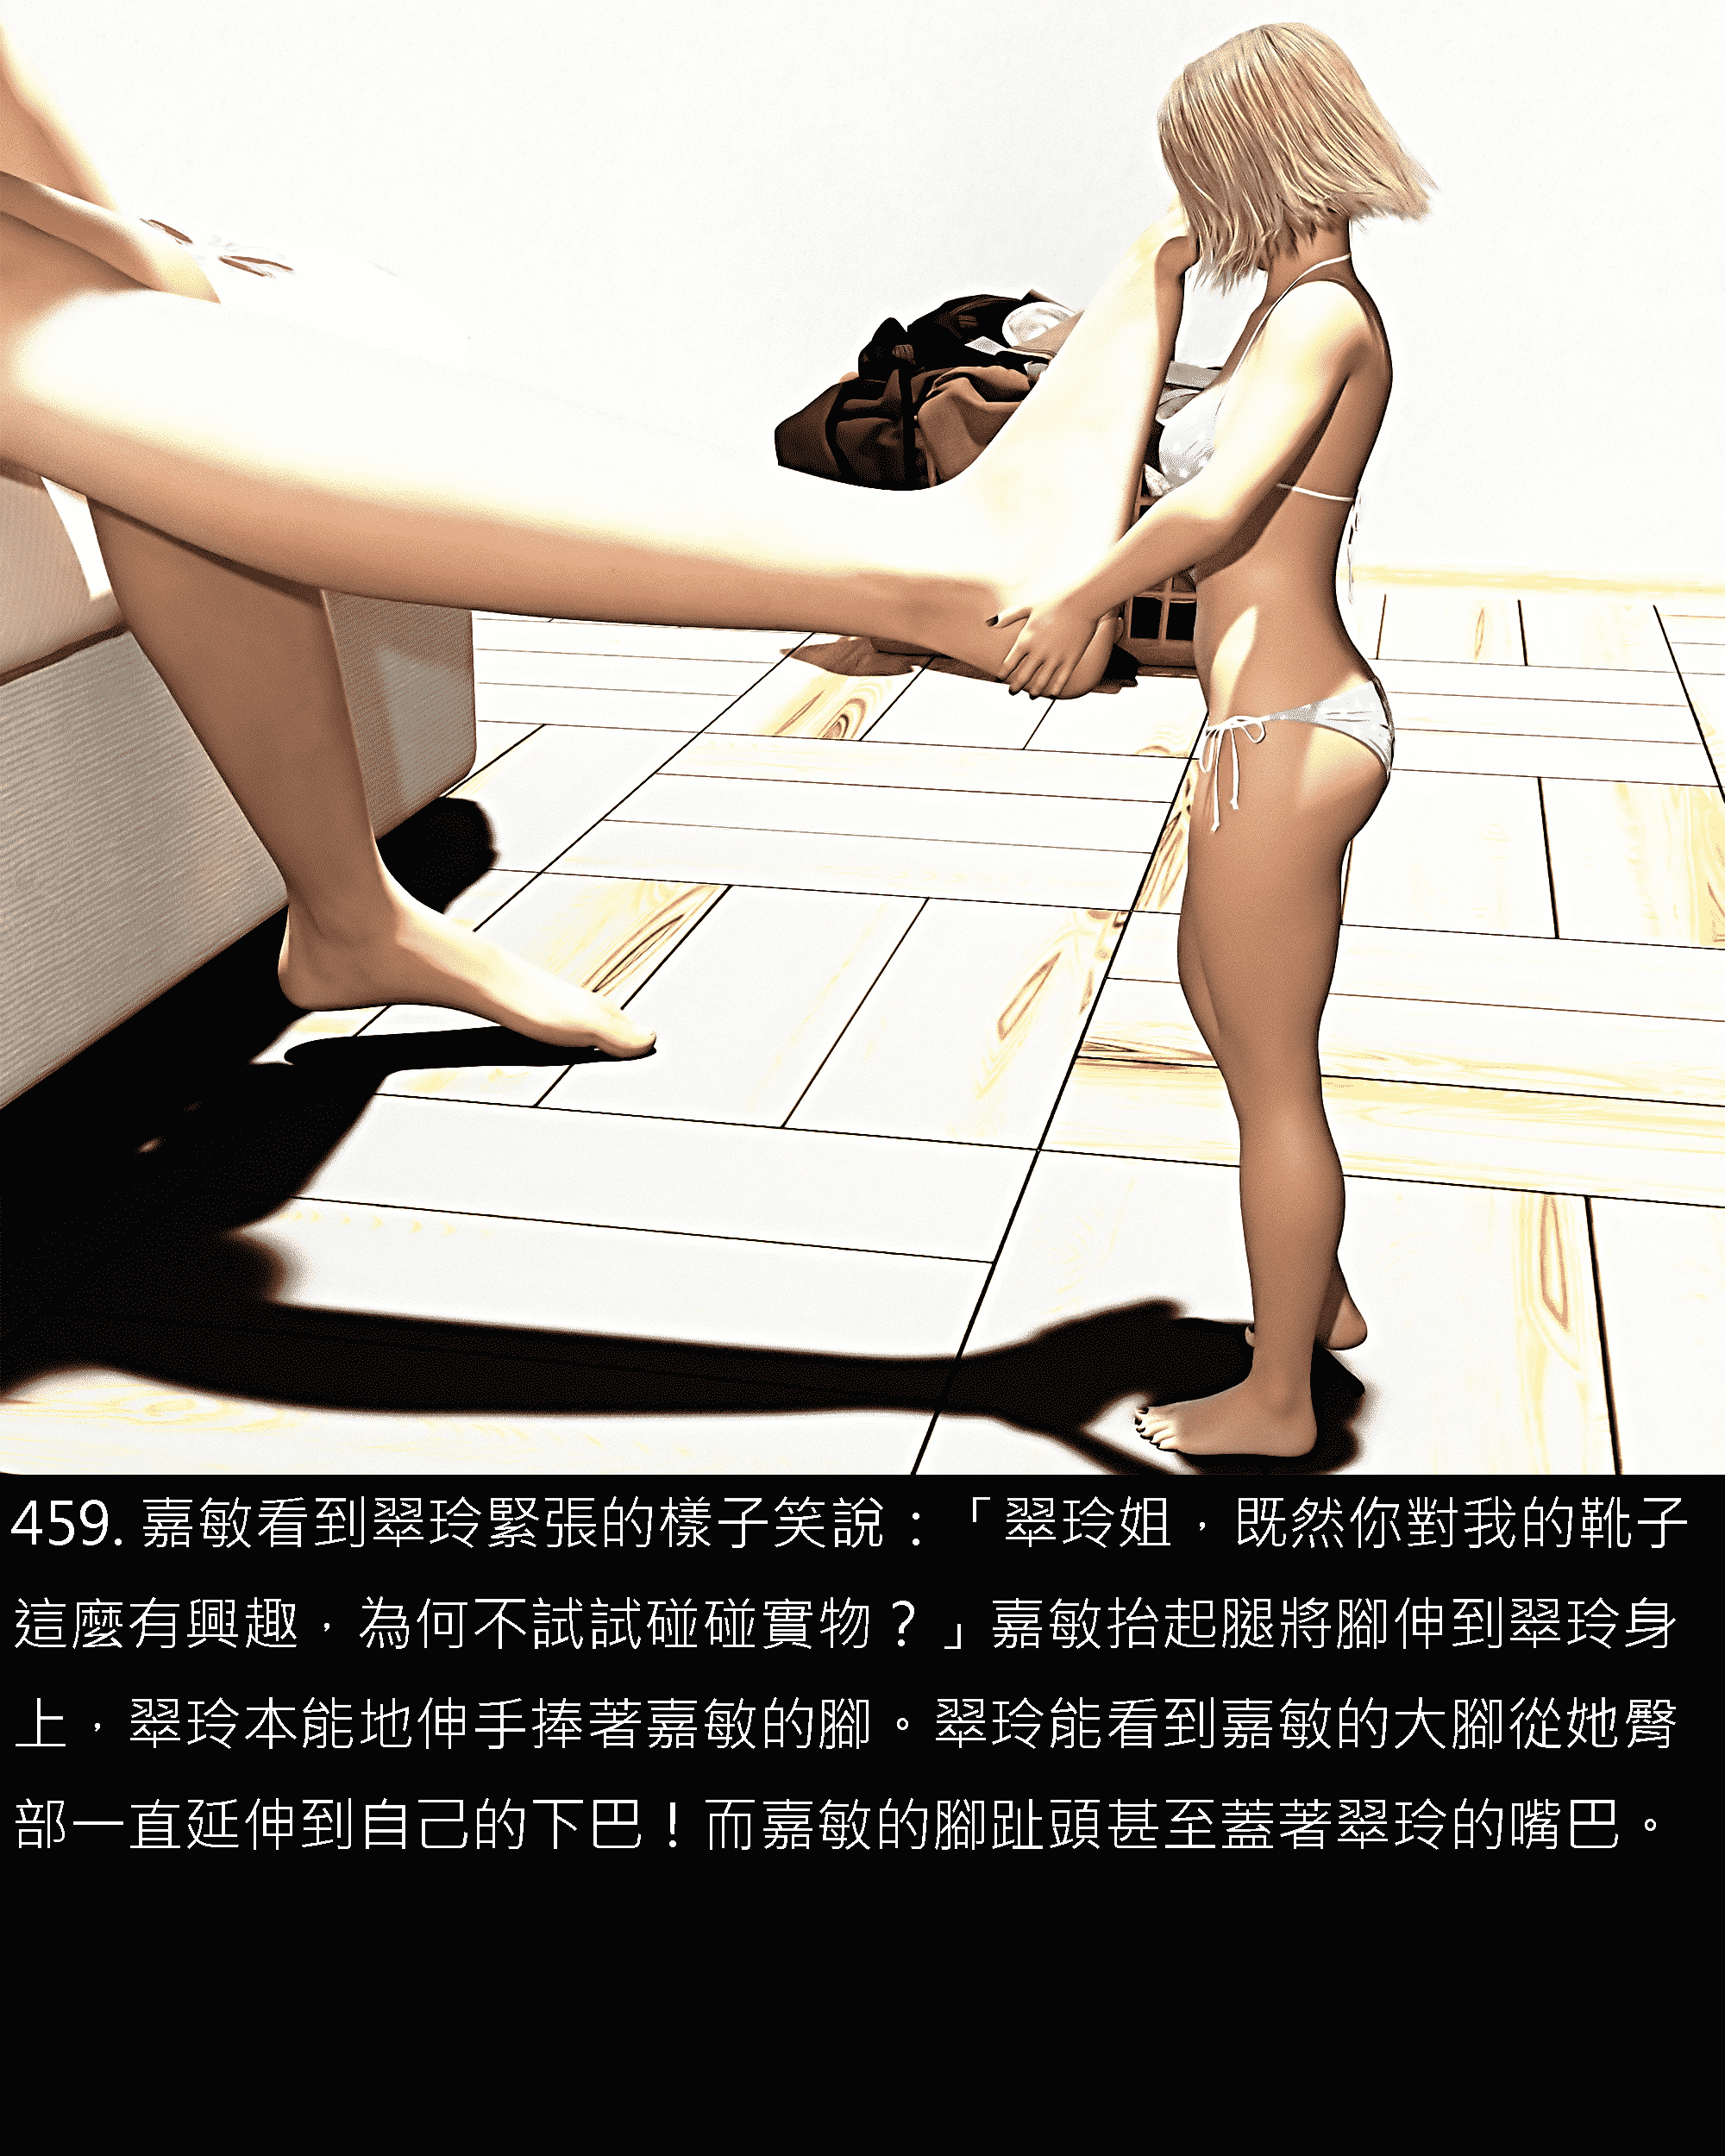 459. 嘉敏看到翠玲緊張的樣子笑說：「翠玲姐，既然你對我的靴子
這麼有興趣，為何不試試碰碰實物？」嘉敏抬起腿將腳伸到翠玲身
上，翠玲本能地伸手捧著嘉敏的腳。翠玲能看到嘉敏的大腳從她臀
部一直延伸到自己的下巴！而嘉敏的腳趾頭甚至蓋著翠玲的嘴巴。